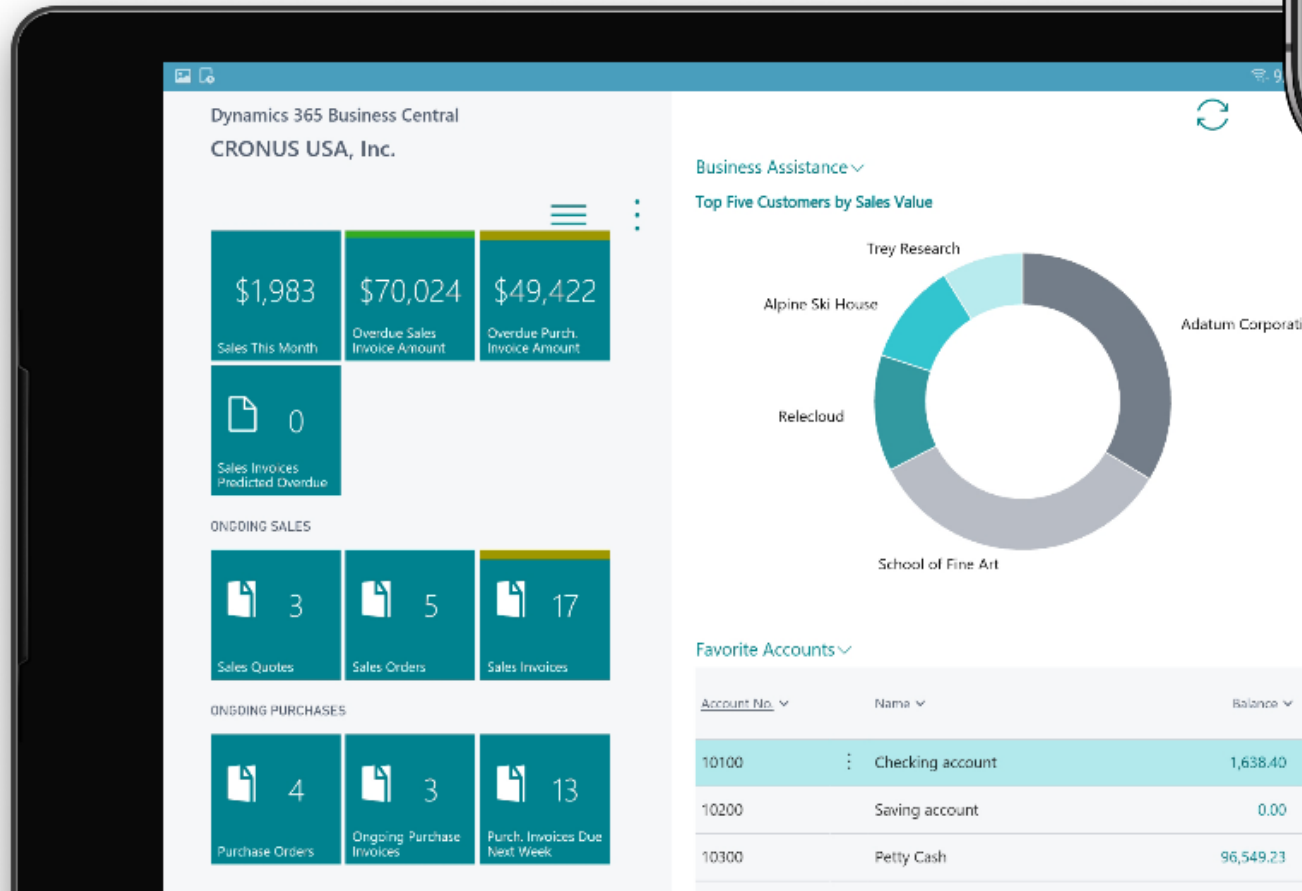 Dynamics 365 Business Central
CRONUS USA, Inc.
$1,983
Sales This Month
$70,024
Overdue Sales
Invoice Amount
$49,422
Overdue Purch.
Invoice Amount
0
Sales Invoices
Predicted Overdue
ONGOING SALES
3
Sales Quotes
5
Sales Orders
17
Sales Invoices
ONGOING PURCHASES
4
Purchase Orders
3
Ongoing Purchase
Invoices
13
Purch. Invoices Due
Next Week
Business Assistance
Top Five Customers by Sales Value
Trey Research
Alpine Ski House
Adatum Corporati
Relecloud
School of Fine Art
Favorite Accounts
Account No. Name Balance
10100 Checking account 1,638.40
10200 Saving account 0.00
10300 Petty Cash 96,549.23